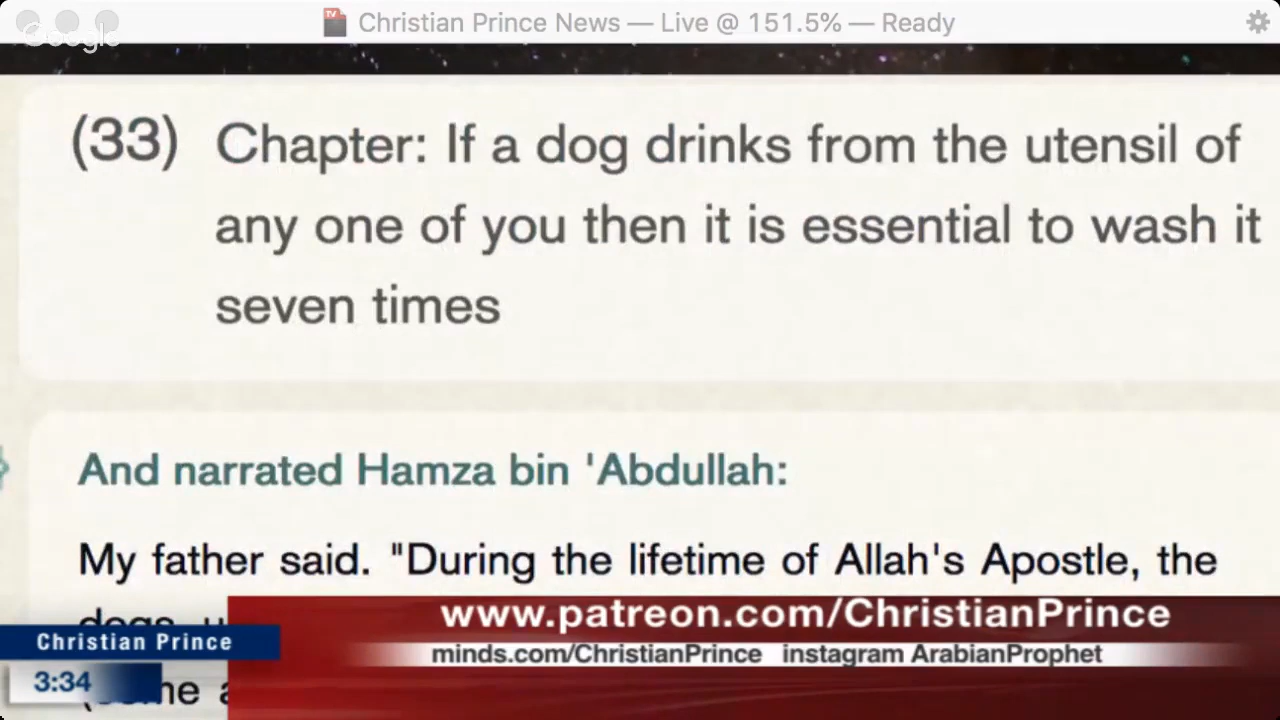 Christian Prince News — Live @ 151.5% — Ready
Google
(33) Chapter: If a dog drinks from the utensil of
any one of you then it is essential to wash it
seven times
And narrated Hamza bin 'Abdullah:
My father said. "During the lifetime of Allah's Apostle, the
dogs
www.patreon.com/ChristianPrince
Christian Prince
minds.com/ChristianPrince instagram ArabianProphet
3:34